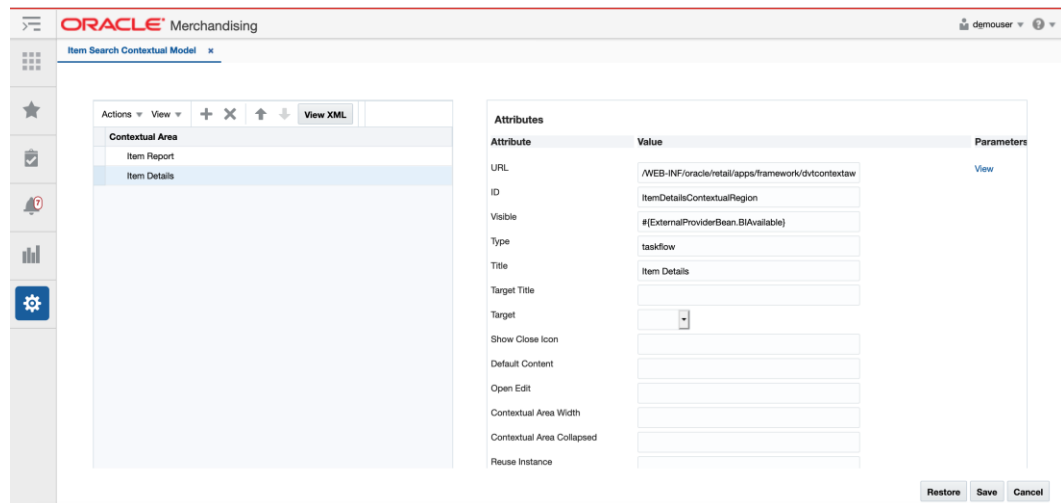 ORACLE® Merchandising
demouser
Item Search Contextual Model ×
Actions View View XML
Contextual Area
Item Report
Item Details
7
Attributes
Attribute Value Parameters
URL /WEB-INF/oracle/retail/apps/framework/dvtcontextaw View
ID ItemDetailsContextualRegion
Visible #{ExternalProviderBean.BIAvailable}
Type taskflow
Title Item Details
Target Title
Target
Show Close Icon
Default Content
Open Edit
Contextual Area Width
Contextual Area Collapsed
Reuse Instance
Restore Save Cancel